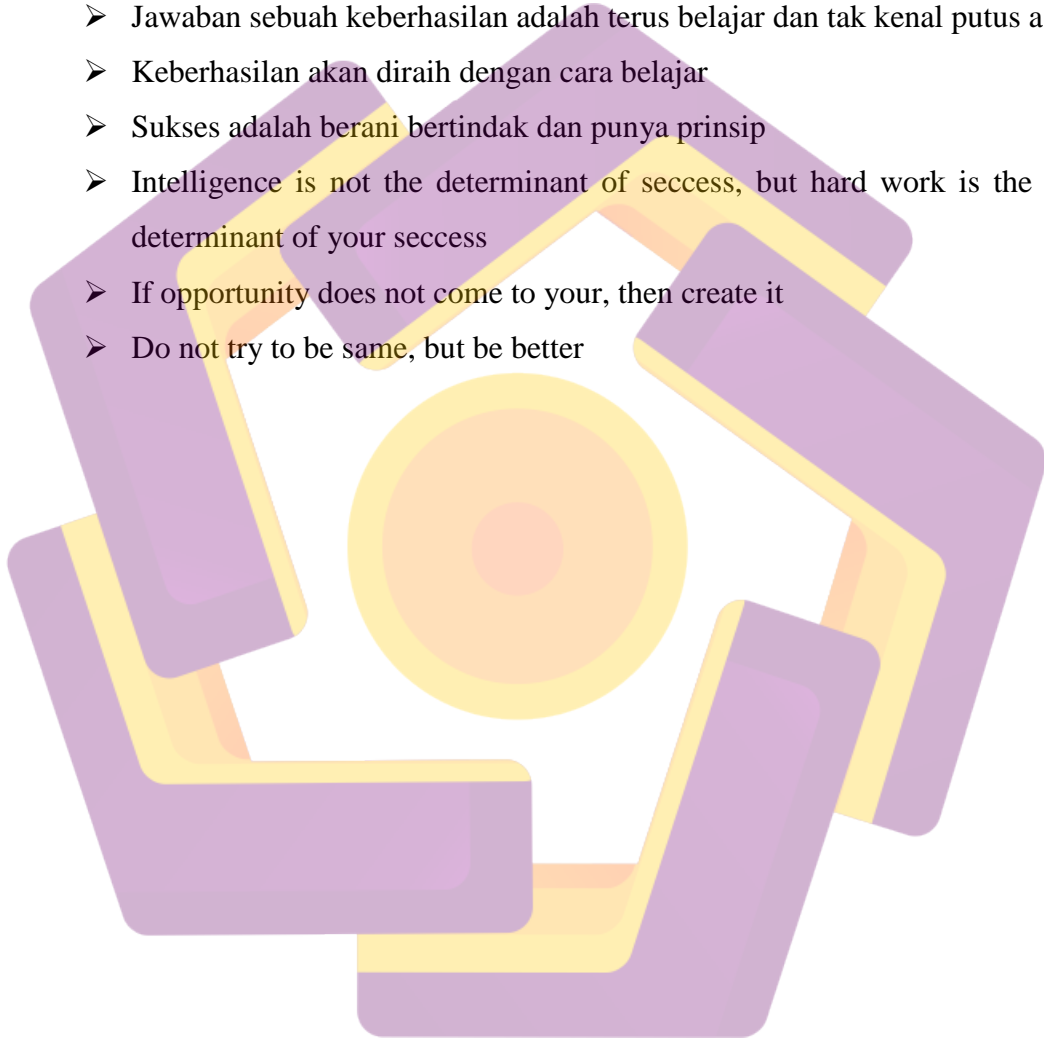 ➢ Jawaban sebuah keberhasilan adalah terus belajar dan tak kenal putus a
➢ Keberhasilan akan diraih dengan cara belajar
➢ Sukses adalah berani bertindak dan punya prinsip
➢ Intelligence is not the determinant of seccess, but hard work is the
determinant of your seccess
➢ If opportunity does not come to your, then create it
➢ Do not try to be same, but be better